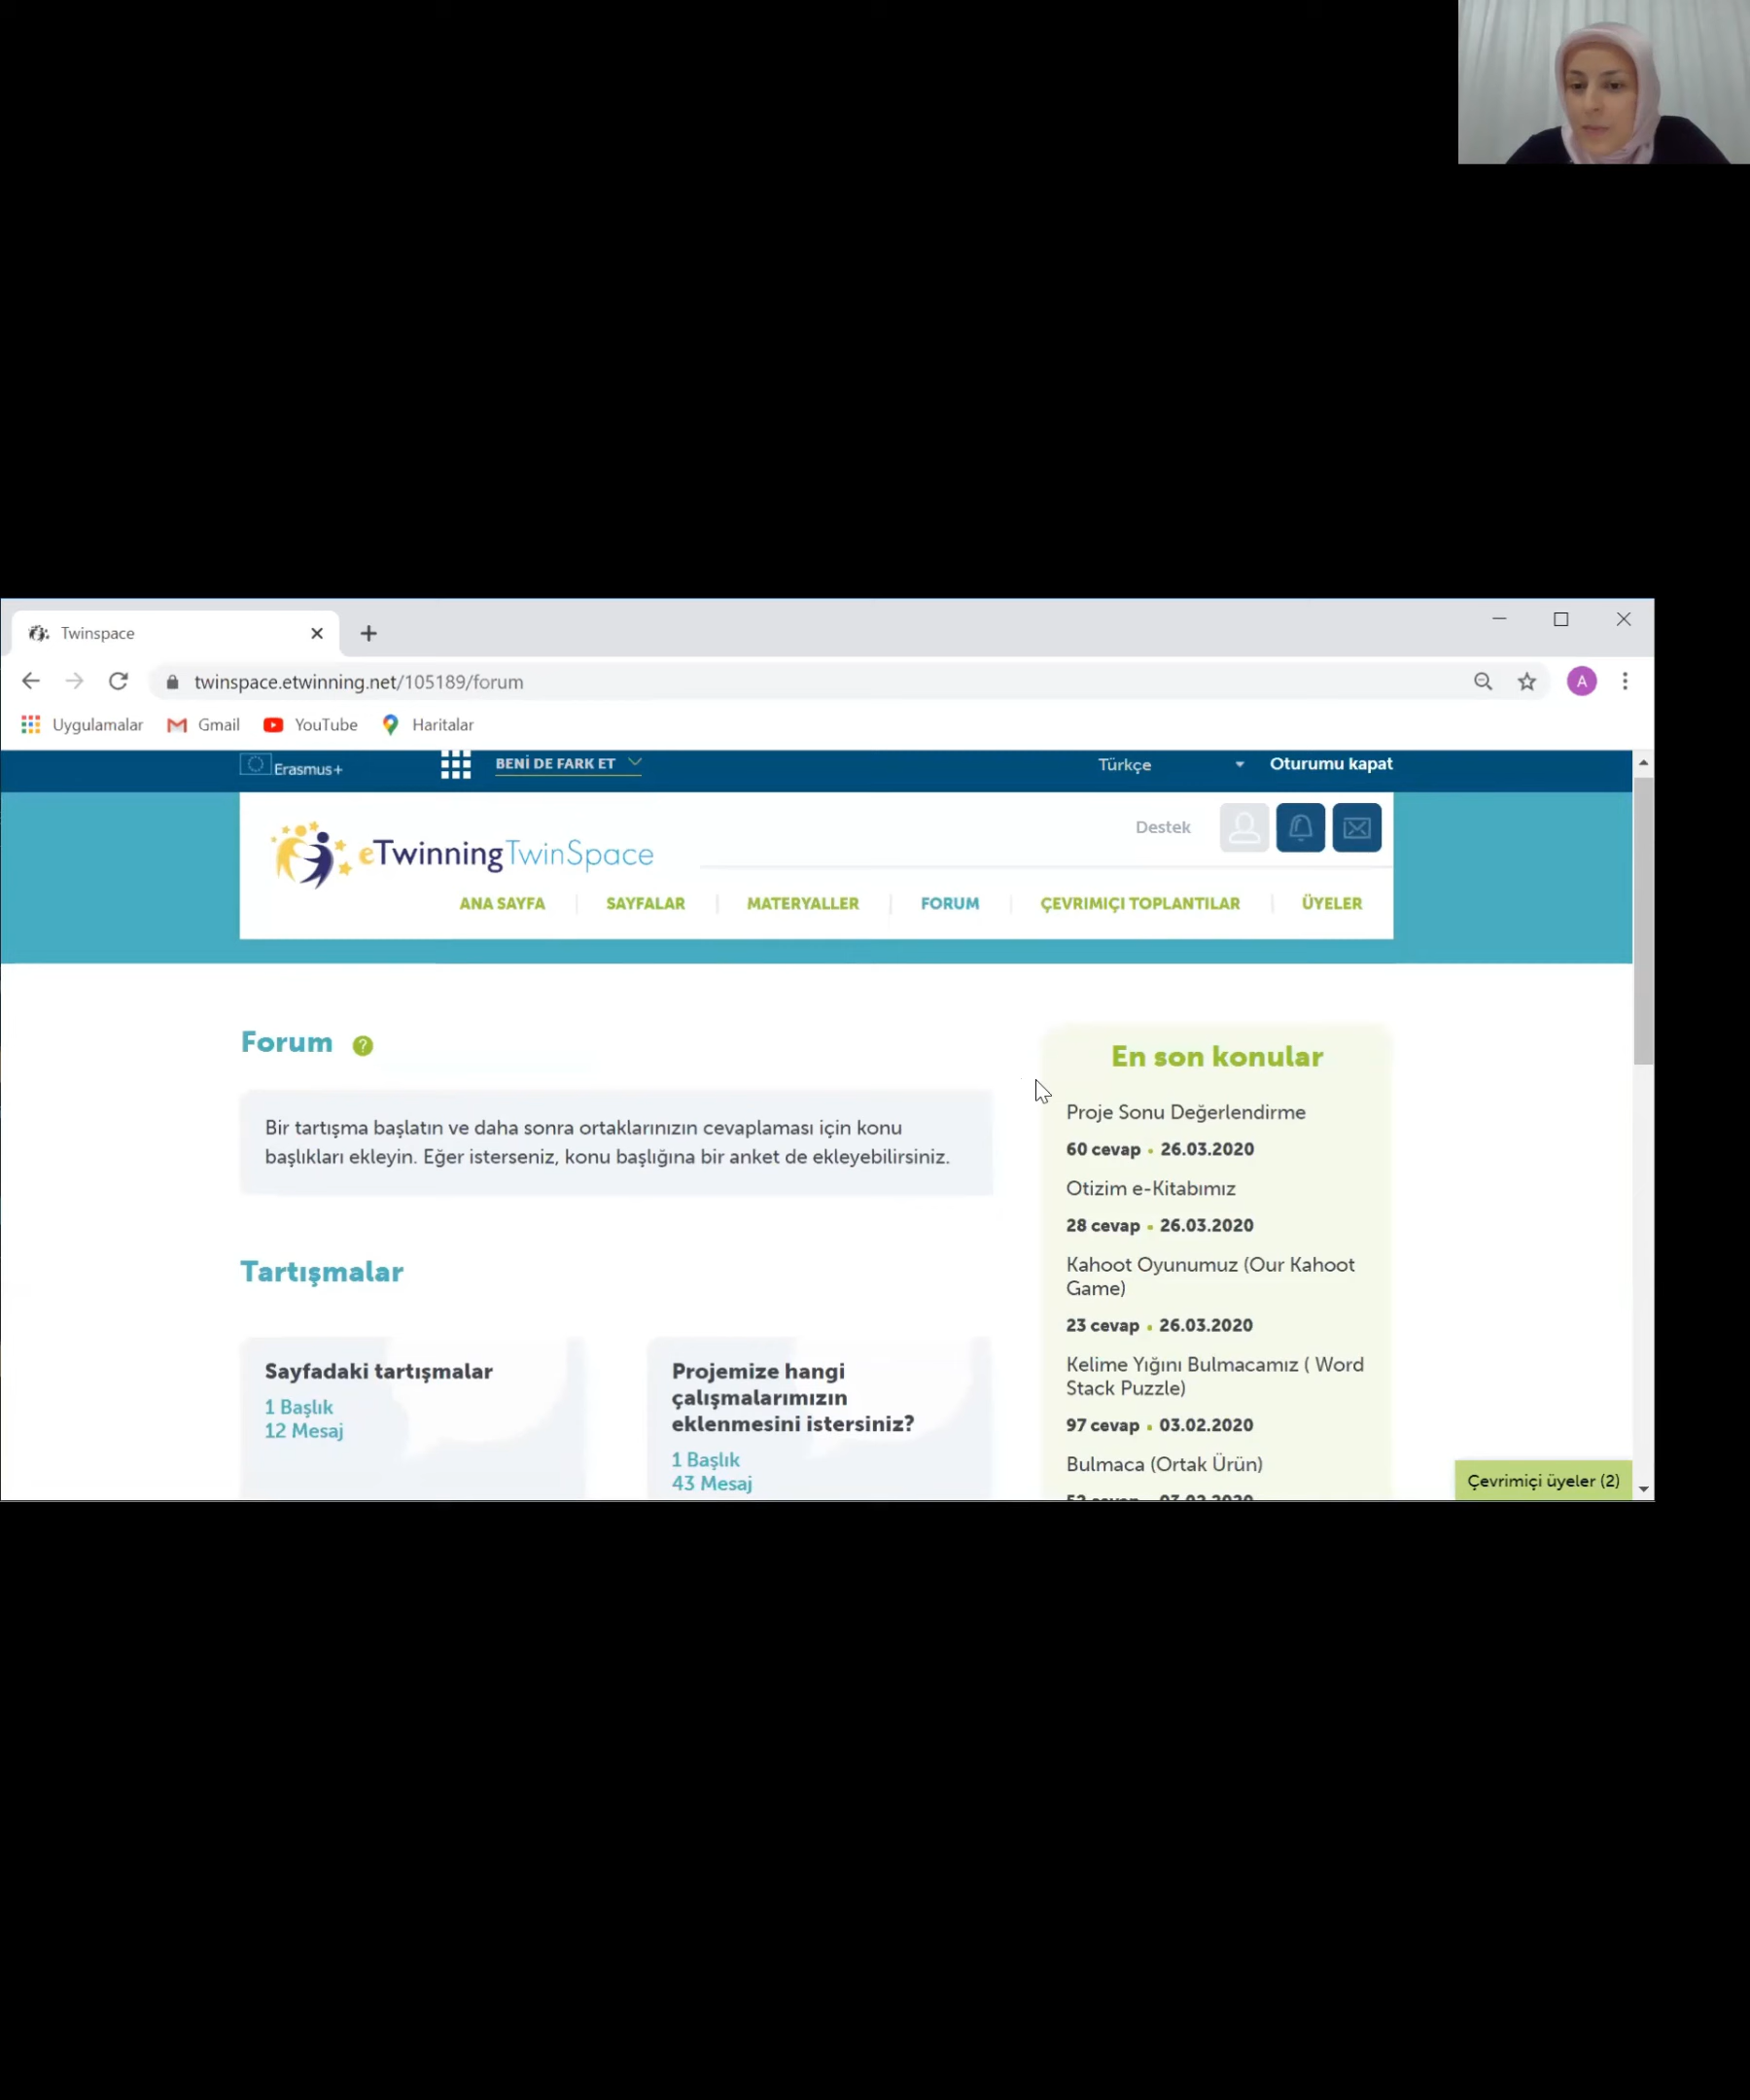 Twinspace
twinspace.etwinning.net/105189/forum
A
Uygulamalar Gmail YouTube Haritalar
Erasmus+ BENİ DE FARK ET Türkçe Oturumu kapat
Destek
eTwinningTwinSpace
ANA SAYFA SAYFALAR MATERYALLER FORUM ÇEVRIMIÇI TOPLANTILAR ÜYELER
Forum ?
Bir tartışma başlatın ve daha sonra ortaklarınızın cevaplaması için konu
başlıkları ekleyin. Eğer isterseniz, konu başlığına bir anket de ekleyebilirsiniz.
Tartışmalar
Sayfadaki tartışmalar
1 Başlık
12 Mesaj
Projemize hangi
çalışmalarımızın
eklenmesini istersiniz?
1 Başlık
43 Mesaj
En son konular
Proje Sonu Değerlendirme
60 cevap • 26.03.2020
Otizim e-Kitabımız
28 cevap • 26.03.2020
Kahoot Oyunumuz (Our Kahoot
Game)
23 cevap • 26.03.2020
Kelime Yığını Bulmacamız ( Word
Stack Puzzle)
97 cevap • 03.02.2020
Bulmaca (Ortak Ürün)
Çevrimiçi üyeler (2)